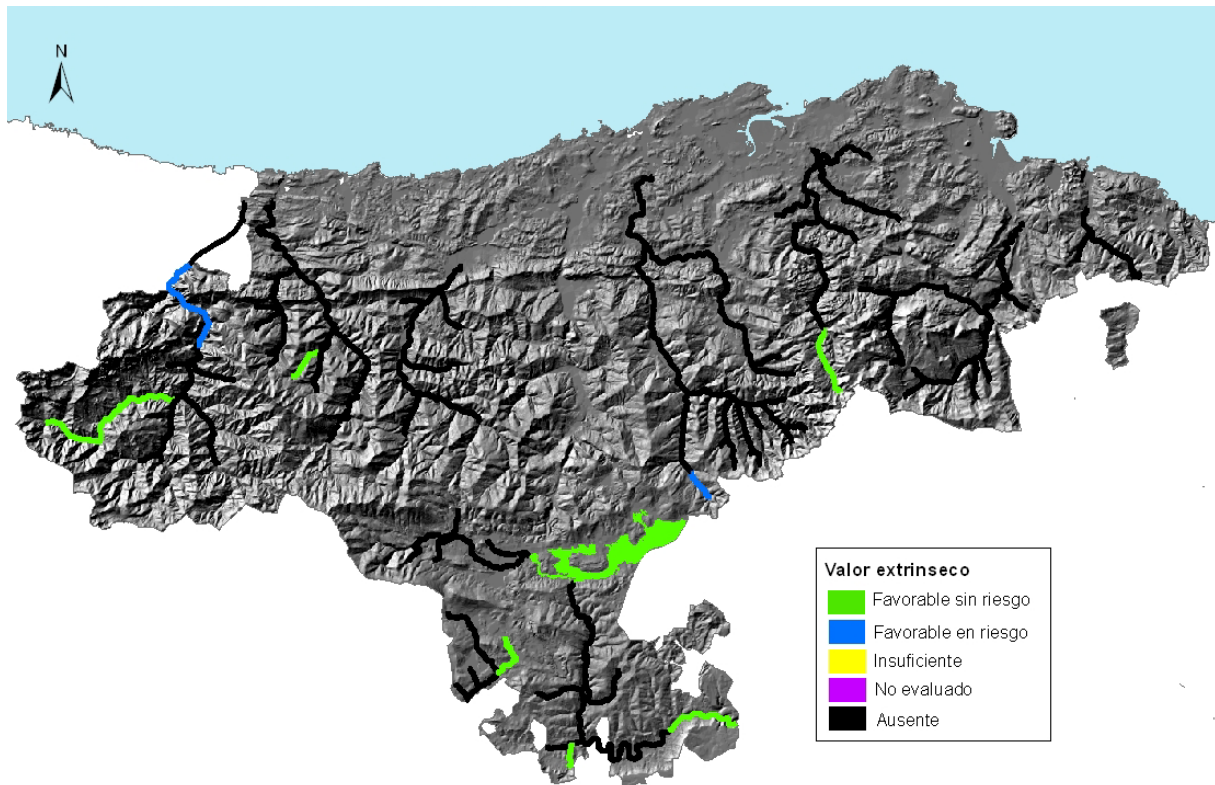 N
Valor extrinseco
Favorable sin riesgo
Favorable en riesgo
Insuficiente
No evaluado
Ausente